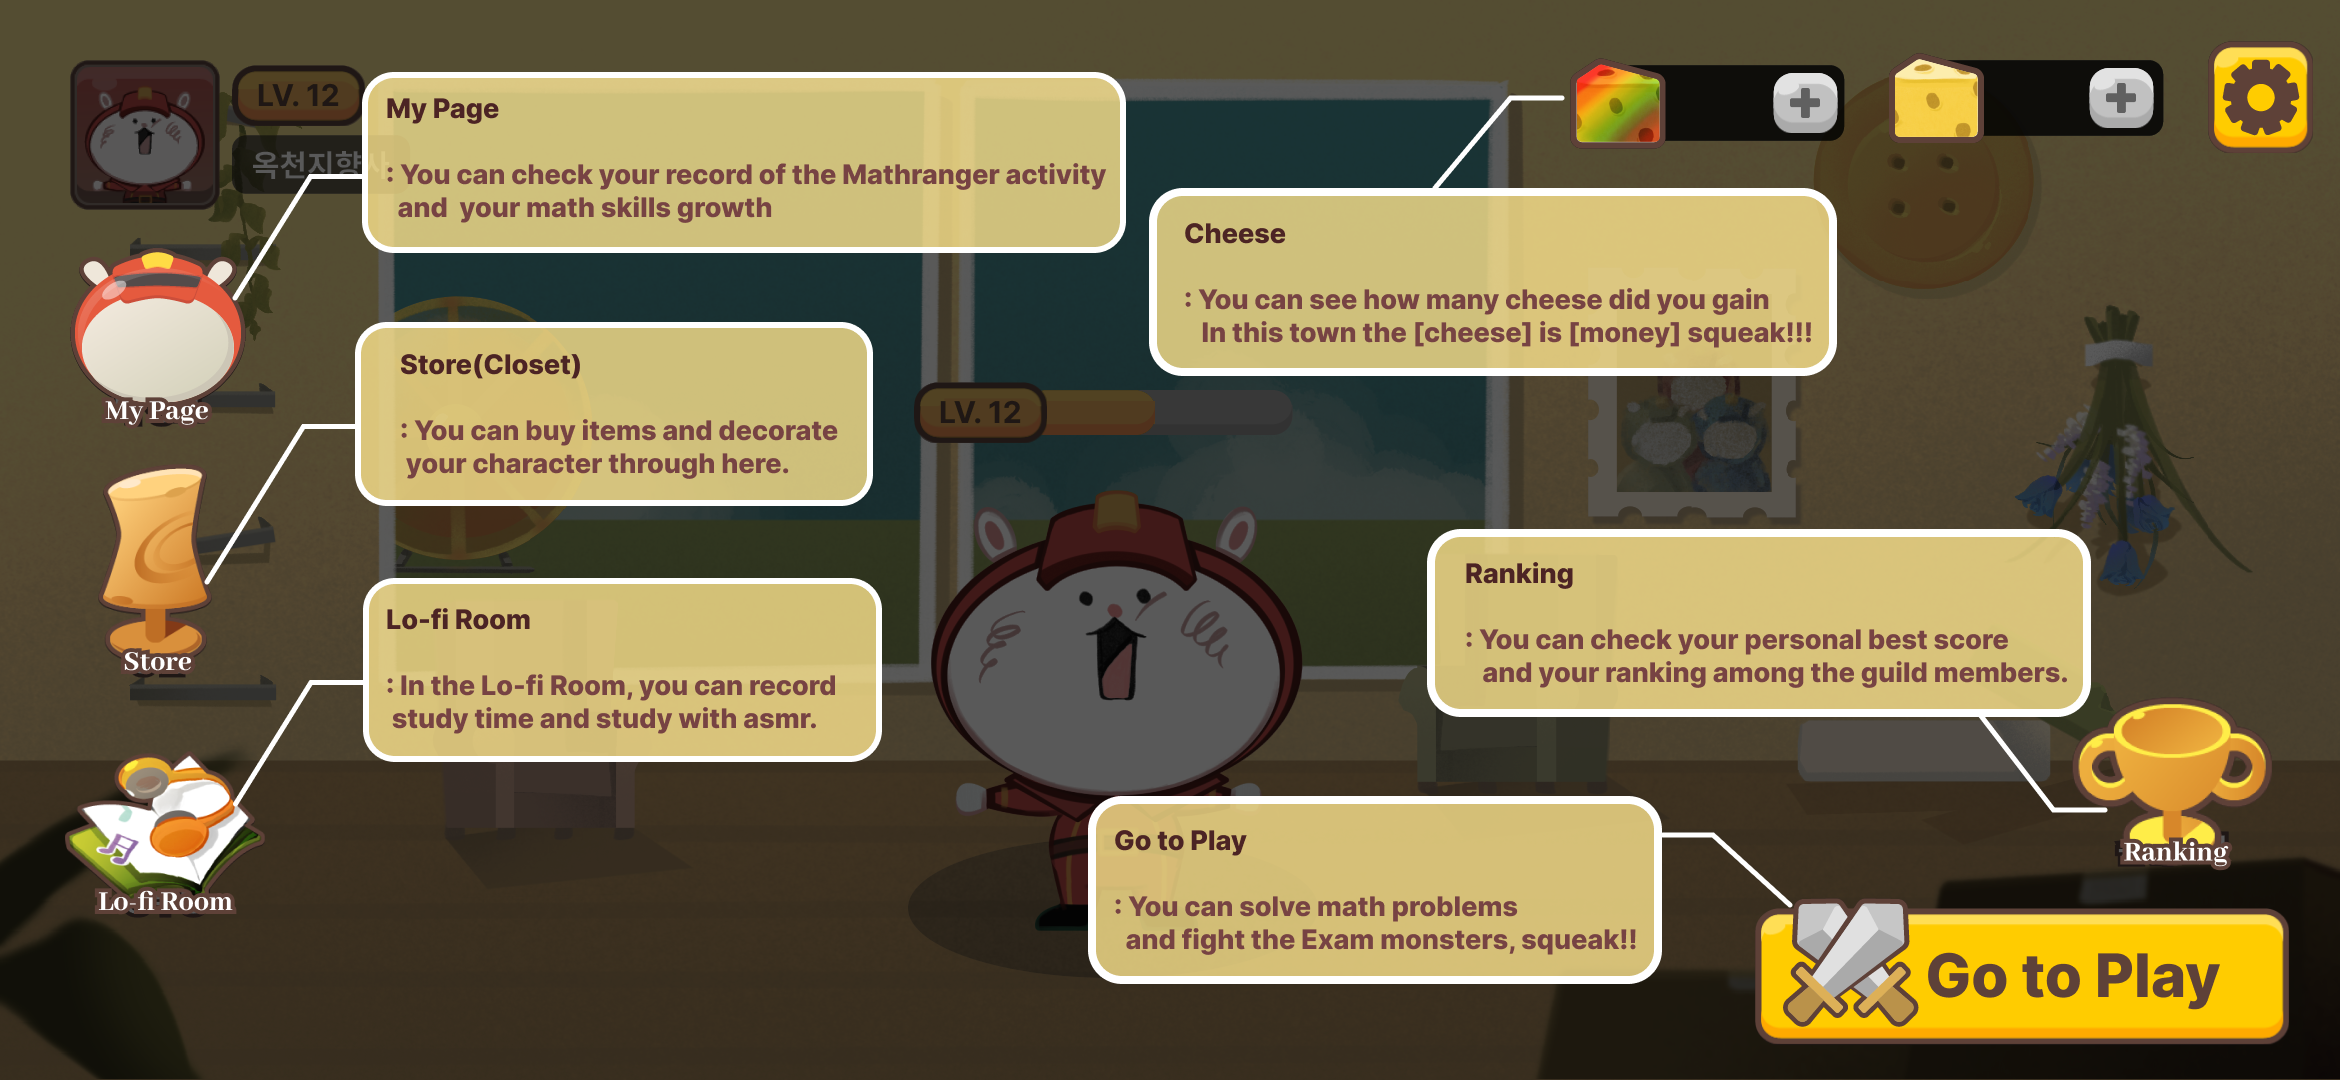 LV. 12
옥천지향사
My Page
: You can check your record of the Mathranger activity
and your math skills growth
Cheese
: You can see how many cheese did you gain
In this town the [cheese] is [money] squeak!!!
My Page
Store(Closet)
: You can buy items and decorate
your character through here.
LV. 12
Store
Lo-fi Room
: In the Lo-fi Room, you can record
study time and study with asmr.
Ranking
: You can check your personal best score
and your ranking among the guild members.
Lo-fi Room
Ranking
Go to Play
: You can solve math problems
and fight the Exam monsters, squeak!!
Go to Play